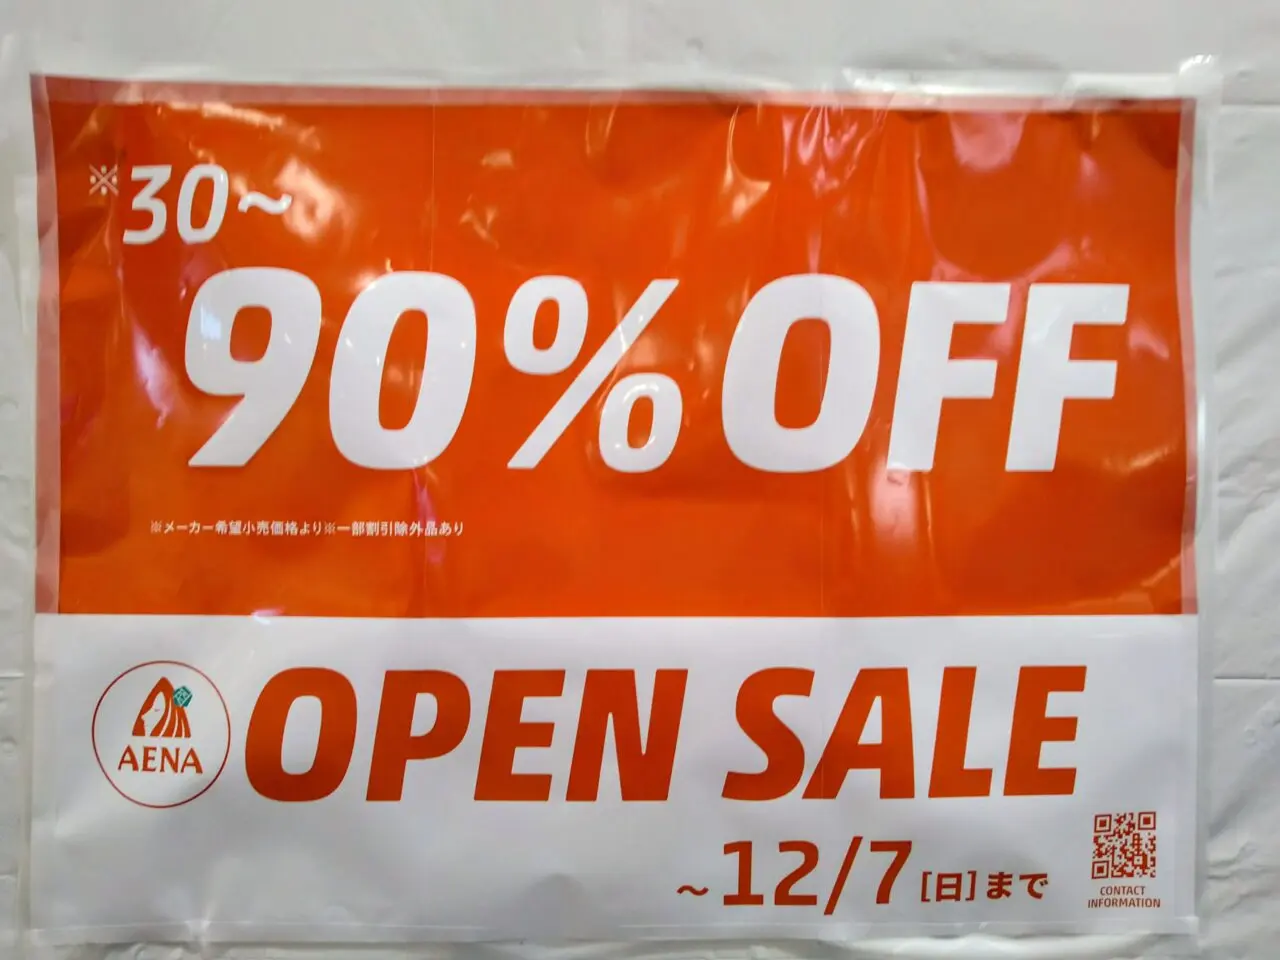 ※30～
90%OFF
※メーカー希望小売価格より※一部割引除外品あり
AENA
OPEN SALE
～12/7[日]まで
CONTACT
INFORMATION